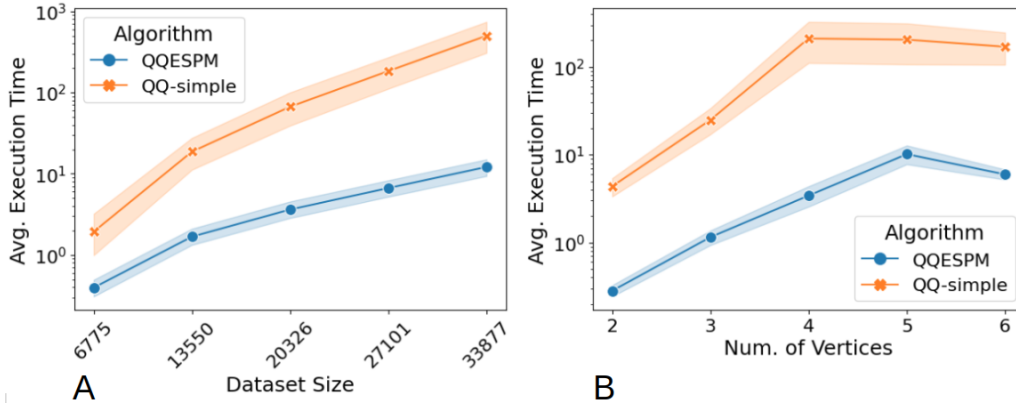 Avg. Execution Time
10³
10²
10¹
10⁰
Algorithm
QQESPM
QQ-simple
6775
13550
20326
27101
33877
Dataset Size
A
Avg. Execution Time
10²
10¹
10⁰
Algorithm
QQESPM
QQ-simple
2 3 4 5 6
Num. of Vertices
B